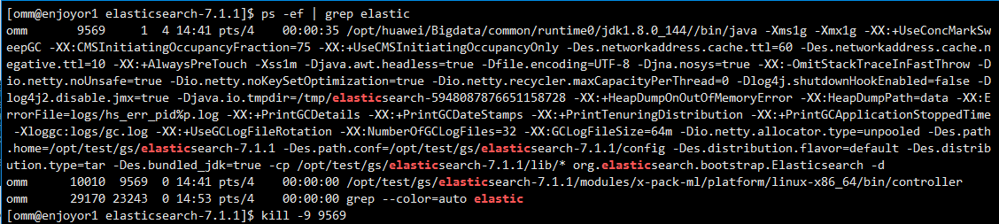 [omm@enjoyor1 elasticsearch-7.1.1]$ ps -ef | grep elastic
omm 9569 1 4 14:41 pts/4 00:00:35 /opt/huawei/Bigdata/common/runtime0/jdk1.8.0_144//bin/java -Xms1g -Xmx1g -XX:+UseConcMarkSw
eepGC -XX:CMSInitiatingOccupancyFraction=75 -XX:+UseCMSInitiatingOccupancyOnly -Des.networkaddress.cache.ttl=60 -Des.networkaddress.cache.n
egative.ttl=10 -XX:+AlwaysPreTouch -Xss1m -Djava.awt.headless=true -Dfile.encoding=UTF-8 -Djna.nosys=true -XX:-OmitStackTraceInFastThrow -D
io.netty.noUnsafe=true -Dio.netty.noKeySetOptimization=true -Dio.netty.recycler.maxCapacityPerThread=0 -Dlog4j.shutdownHookEnabled=false -D
log4j2.disable.jmx=true -Djava.io.tmpdir=/tmp/elasticsearch-5948087876651158728 -XX:+HeapDumpOnOutOfMemoryError -XX:HeapDumpPath=data -XX:E
rrorFile=logs/hs_err_pid%p.log -XX:+PrintGCDetails -XX:+PrintGCDateStamps -XX:+PrintTenuringDistribution -XX:+PrintGCApplicationStoppedTime
-Xloggc:logs/gc.log -XX:+UseGCLogFileRotation -XX:NumberOfGCLogFiles=32 -XX:GCLogFileSize=64m -Dio.netty.allocator.type=unpooled -Des.path
.home=/opt/test/gs/elasticsearch-7.1.1 -Des.path.conf=/opt/test/gs/elasticsearch-7.1.1/config -Des.distribution.flavor=default -Des.distrib
ution.type=tar -Des.bundled_jdk=true -cp /opt/test/gs/elasticsearch-7.1.1/lib/* org.elasticsearch.bootstrap.Elasticsearch -d
omm 10010 9569 0 14:41 pts/4 00:00:00 /opt/test/gs/elasticsearch-7.1.1/modules/x-pack-ml/platform/linux-x86_64/bin/controller
omm 29170 23243 0 14:53 pts/4 00:00:00 grep --color=auto elastic
[omm@enjoyor1 elasticsearch-7.1.1]$ kill -9 9569